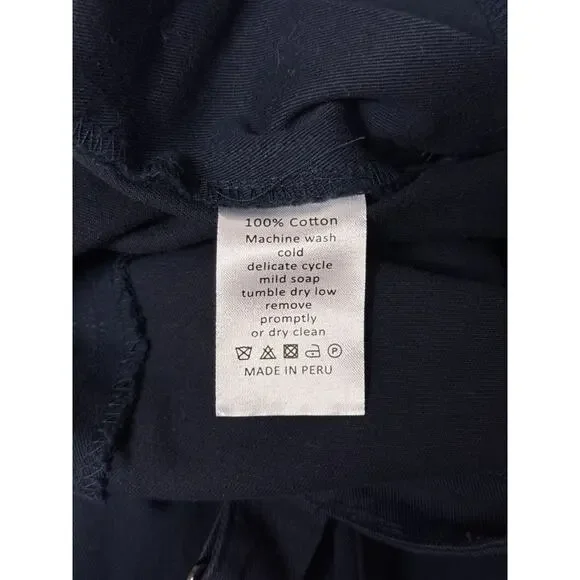 100% Cotton
Machine wash
cold
delicate cycle
mild soap
tumble dry low
remove
promptly
or dry clean
P
MADE IN PERU